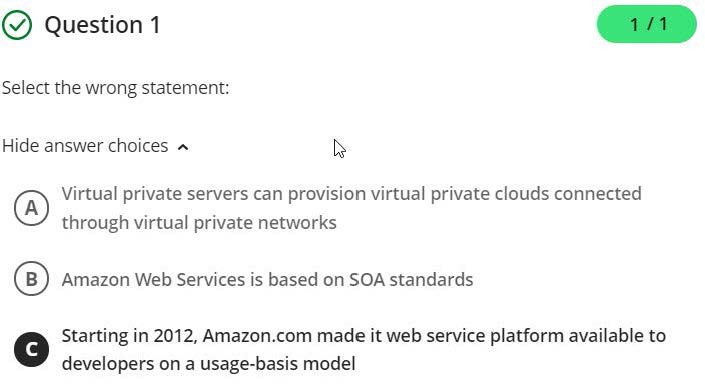 Question 1
1 / 1
Select the wrong statement:
Hide answer choices
A
Virtual private servers can provision virtual private clouds connected
through virtual private networks
B
Amazon Web Services is based on SOA standards
C
Starting in 2012, Amazon.com made it web service platform available to
developers on a usage-basis model